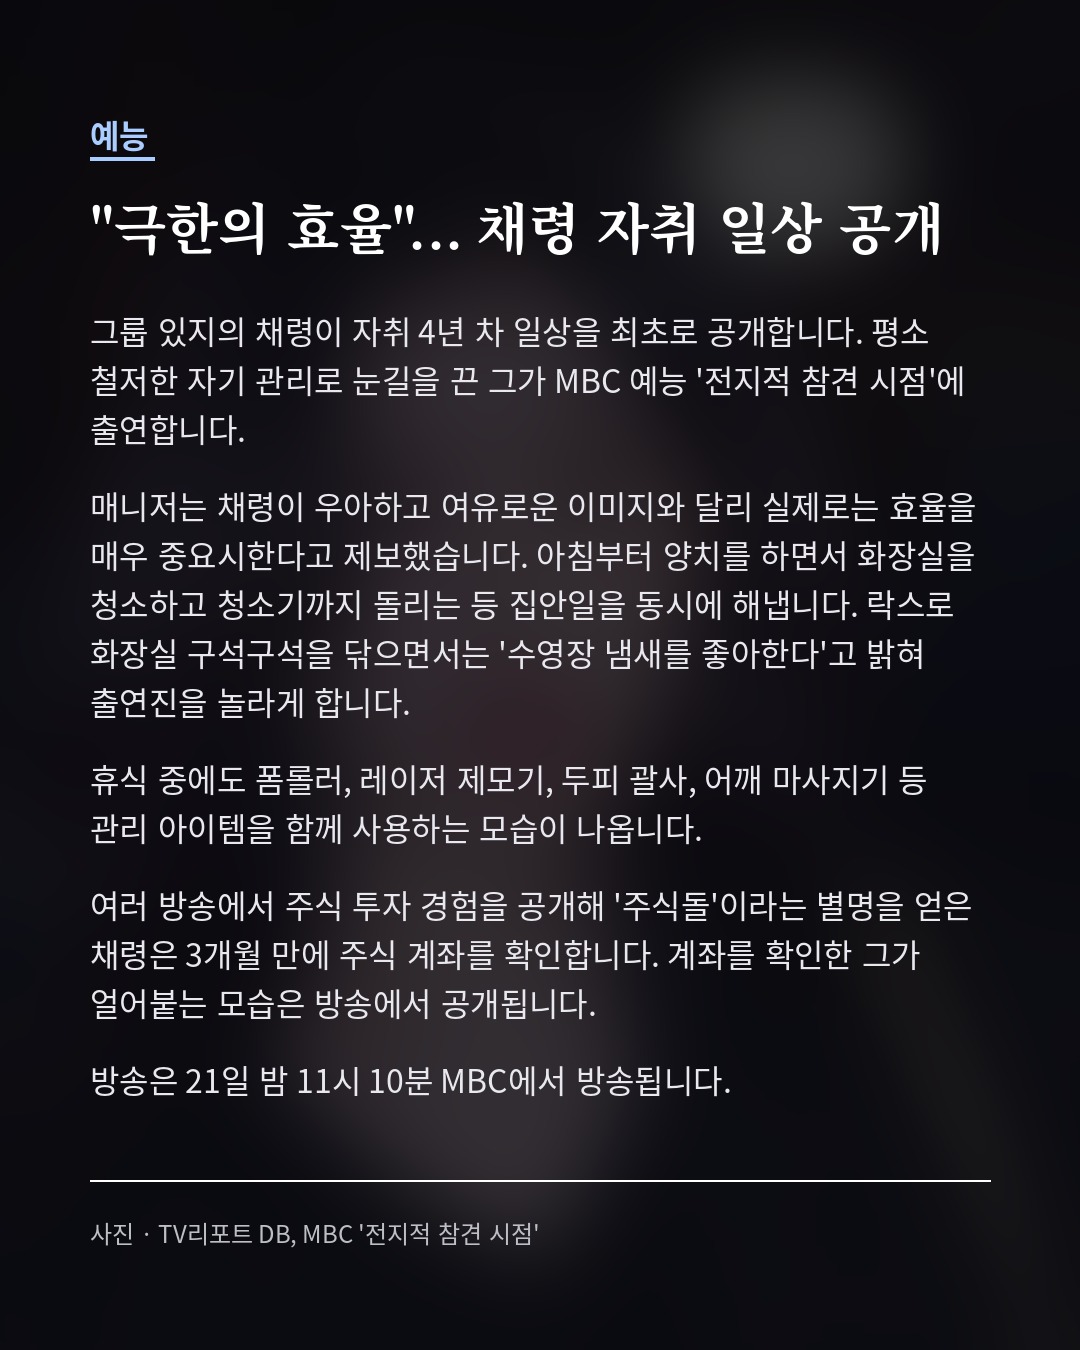 예능
"극한의 효율"... 채령 자취 일상 공개
그룹 있지의 채령이 자취 4년 차 일상을 최초로 공개합니다. 평소
철저한 자기 관리로 눈길을 끈 그가 MBC 예능 '전지적 참견 시점'에
출연합니다.
매니저는 채령이 우아하고 여유로운 이미지와 달리 실제로는 효율을
매우 중요시한다고 제보했습니다. 아침부터 양치를 하면서 화장실을
청소하고 청소기까지 돌리는 등 집안일을 동시에 해냅니다. 락스로
화장실 구석구석을 닦으면서는 '수영장 냄새를 좋아한다'고 밝혀
출연진을 놀라게 합니다.
휴식 중에도 폼롤러, 레이저 제모기, 두피 괄사, 어깨 마사지기 등
관리 아이템을 함께 사용하는 모습이 나옵니다.
여러 방송에서 주식 투자 경험을 공개해 '주식돌'이라는 별명을 얻은
채령은 3개월 만에 주식 계좌를 확인합니다. 계좌를 확인한 그가
얼어붙는 모습은 방송에서 공개됩니다.
방송은 21일 밤 11시 10분 MBC에서 방송됩니다.
사진 · TV리포트 DB, MBC '전지적 참견 시점'